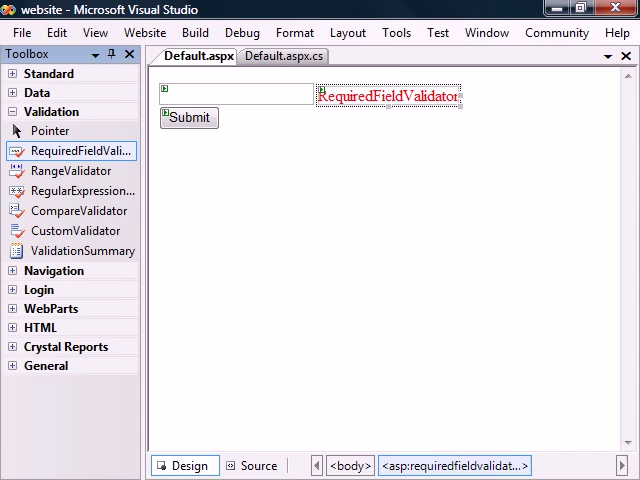 website - Microsoft Visual Studio
File Edit View Website Build Debug Format Layout Tools Test Window Community Help
Toolbox
Standard
Data
Validation
Pointer
RequiredFieldVali...
RangeValidator
RegularExpression...
CompareValidator
CustomValidator
ValidationSummary
Navigation
Login
WebParts
HTML
Crystal Reports
General
Default.aspx Default.aspx.cs
RequiredFieldValidator
Submit
Design Source <body> <asp:requiredfieldvalidat...>